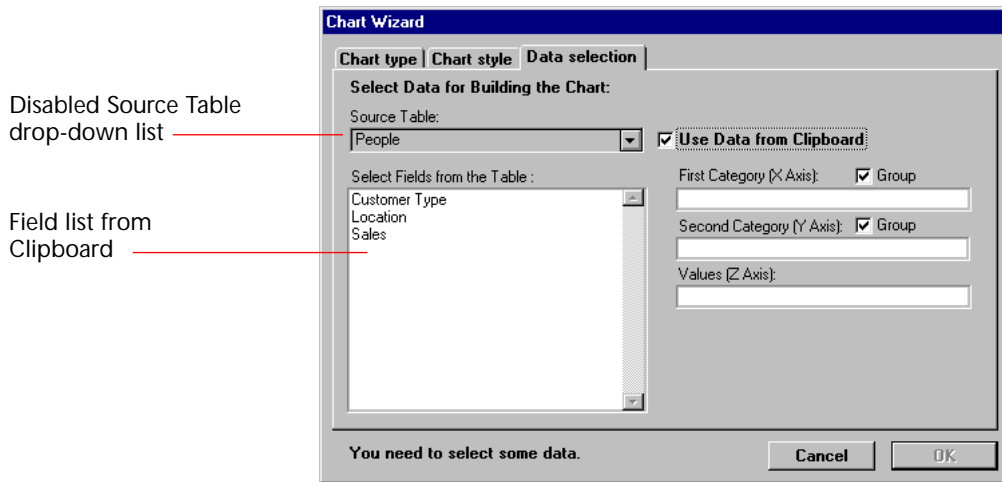 Chart Wizard
Chart type Chart style Data selection
Select Data for Building the Chart:
Disabled Source Table
drop-down list
Source Table:
People
Use Data from Clipboard
Select Fields from the Table :
Customer Type
Location
Sales
Field list from
Clipboard
First Category (X Axis): Group
Second Category (Y Axis): Group
Values (Z Axis):
You need to select some data.
Cancel OK